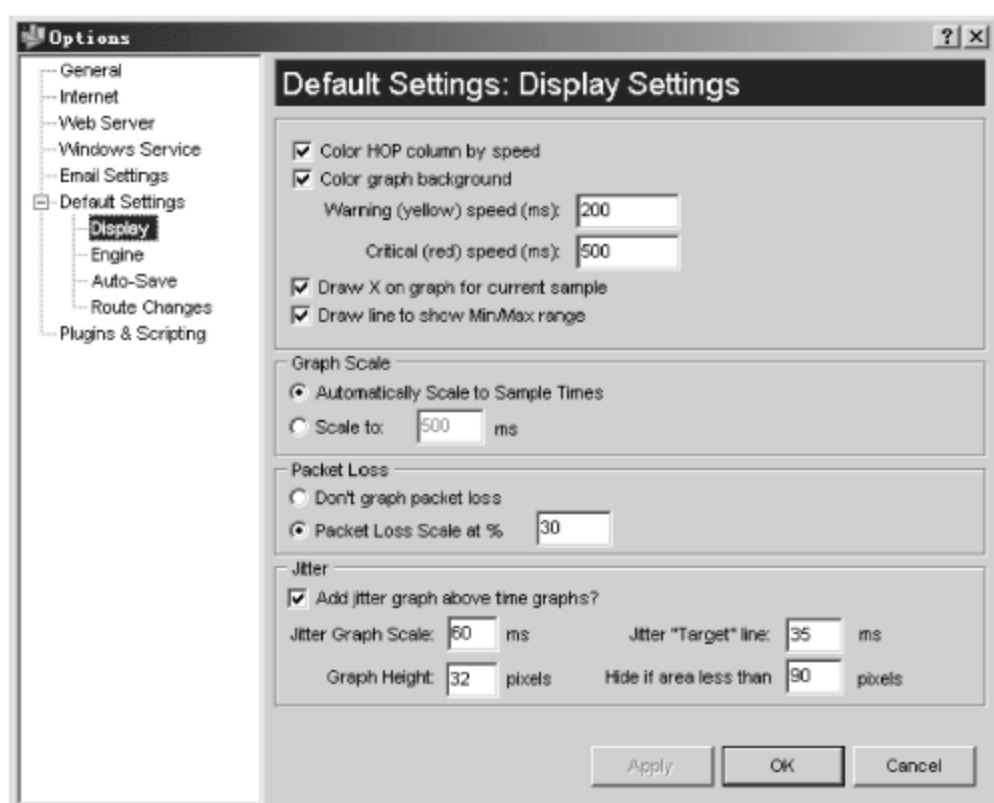 Options
General
Internet
Web Server
Windows Service
Email Settings
Default Settings
Display
Engine
Auto-Save
Route Changes
Plugins & Scripting
Default Settings: Display Settings
Color HOP column by speed
Color graph background
Warning (yellow) speed (ms): 200
Critical (red) speed (ms): 500
Draw X on graph for current sample
Draw line to show Min/Max range
Graph Scale
Automatically Scale to Sample Times
Scale to: 500 ms
Packet Loss
Don't graph packet loss
Packet Loss Scale at % 30
Jitter
Add jitter graph above time graphs?
Jitter Graph Scale: 60 ms Jitter "Target" line: 35 ms
Graph Height: 32 pixels Hide if area less than 90 pixels
Apply OK Cancel